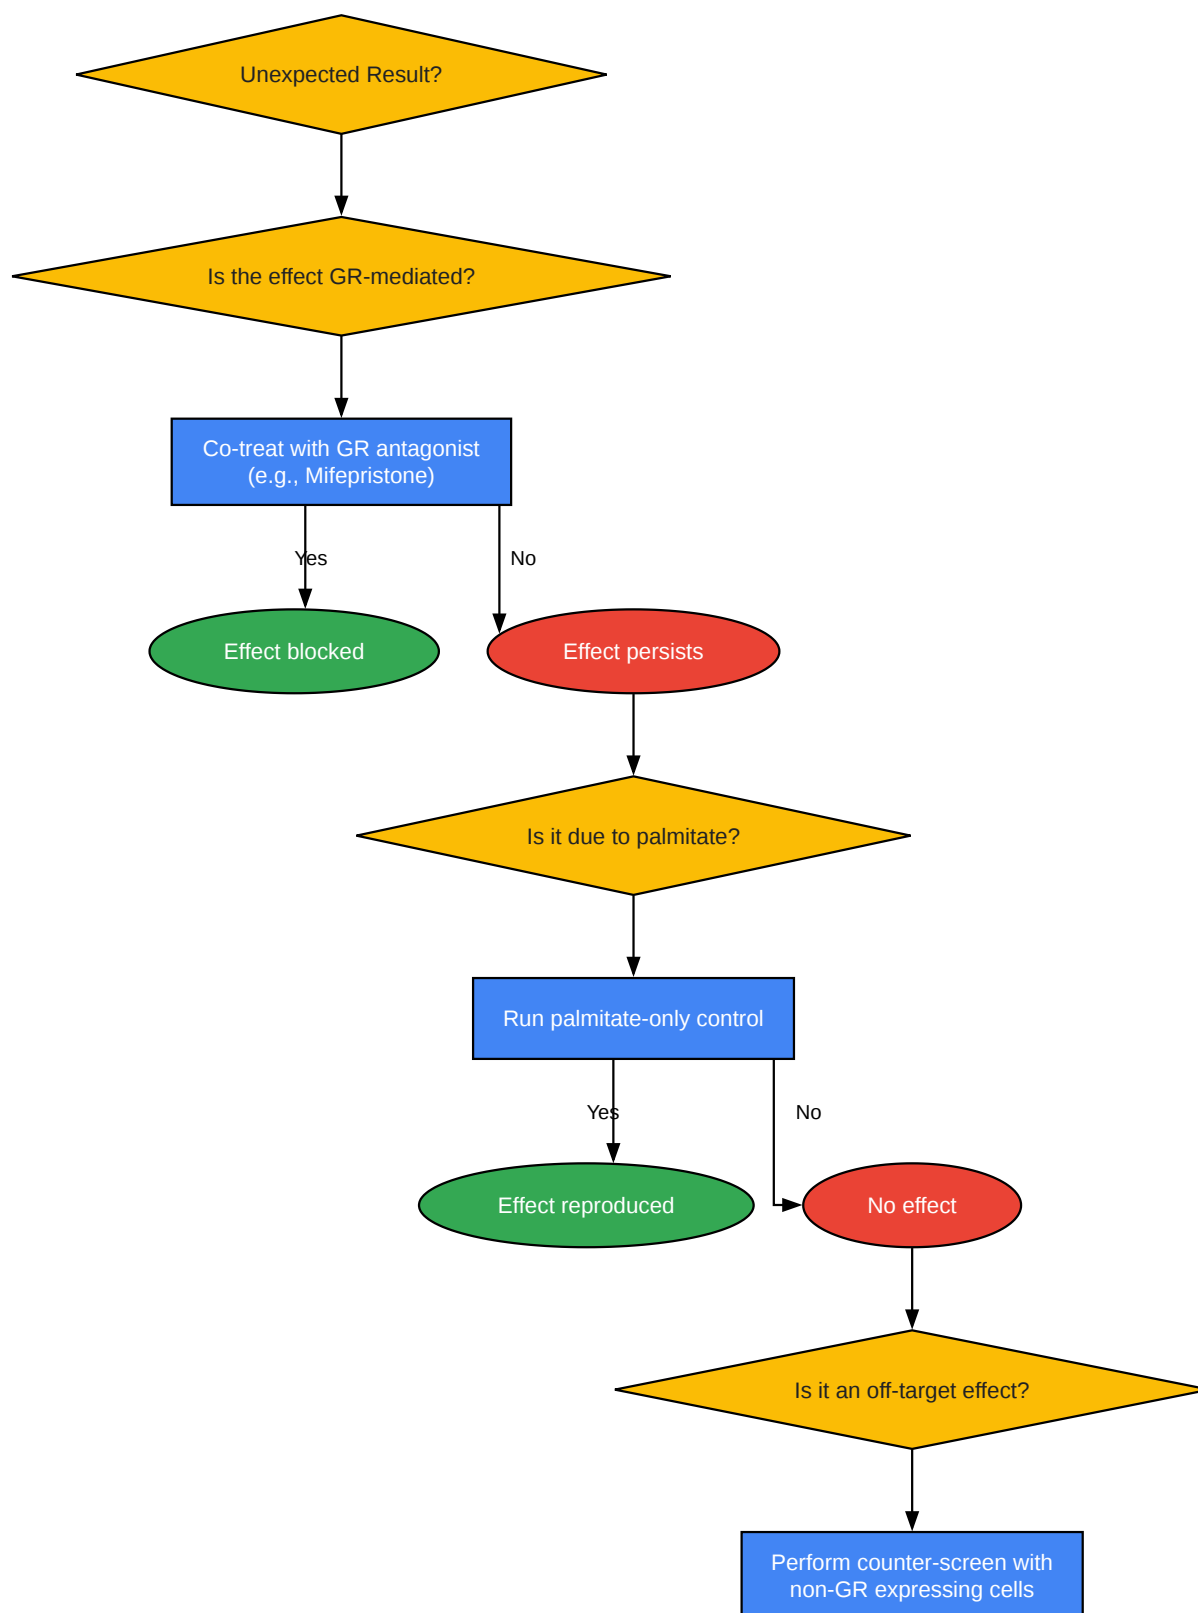 Unexpected Result?
Is the effect GR-mediated?
Co-treat with GR antagonist
(e.g., Mifepristone)
Yes
No
Effect blocked
Effect persists
Is it due to palmitate?
Run palmitate-only control
Yes
No
Effect reproduced
No effect
Is it an off-target effect?
Perform counter-screen with
non-GR expressing cells